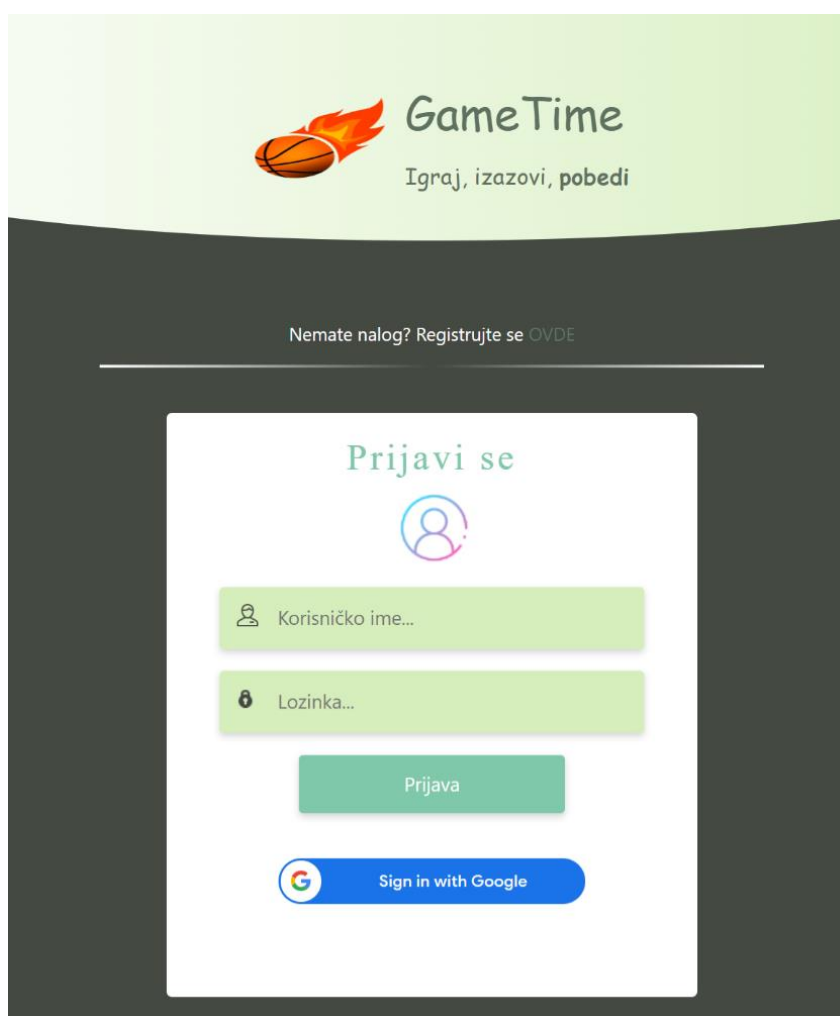 GameTime
Igraj, izazovi, pobedi
Nemate nalog? Registrujte se OVDE
Prijavi se
Korisničko ime...
Lozinka...
Prijava
Sign in with Google